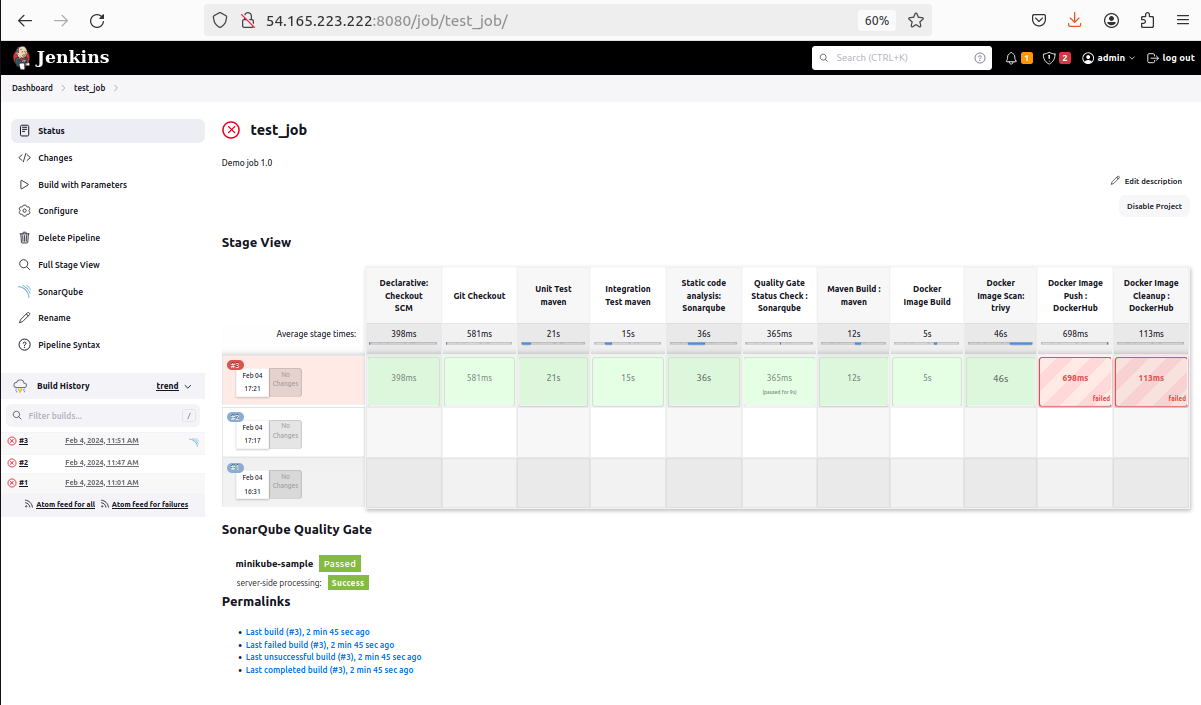 54.165.223.222:8080/job/test_job/
60%
Jenkins
Search (CTRL+K)
1
2
admin
log out
Dashboard
test_job
Status
Changes
Build with Parameters
Configure
Delete Pipeline
Full Stage View
SonarQube
Rename
Pipeline Syntax
Build History
trend
Filter builds...
/
#3
Feb 4, 2024, 11:51 AM
#2
Feb 4, 2024, 11:47 AM
#1
Feb 4, 2024, 11:01 AM
Atom feed for all
Atom feed for failures
test_job
Demo job 1.0
Edit description
Disable Project
Stage View
Declarative:
Checkout
SCM
Git Checkout
Unit Test
maven
Integration
Test maven
Static code
analysis:
Sonarqube
Quality Gate
Status Check :
Sonarqube
Maven Build :
maven
Docker
Image Build
Docker
Image Scan:
trivy
Docker Image
Push :
DockerHub
Docker Image
Cleanup :
DockerHub
Average stage times:
398ms
581ms
21s
15s
36s
365ms
12s
5s
46s
698ms
113ms
#3
Feb 04
17:21
No
Changes
398ms
581ms
21s
15s
36s
365ms
(paused for 9s)
12s
5s
46s
698ms
failed
113ms
failed
#2
Feb 04
17:17
No
Changes
#1
Feb 04
16:31
No
Changes
SonarQube Quality Gate
minikube-sample
Passed
server-side processing:
Success
Permalinks
Last build (#3), 2 min 45 sec ago
Last failed build (#3), 2 min 45 sec ago
Last unsuccessful build (#3), 2 min 45 sec ago
Last completed build (#3), 2 min 45 sec ago